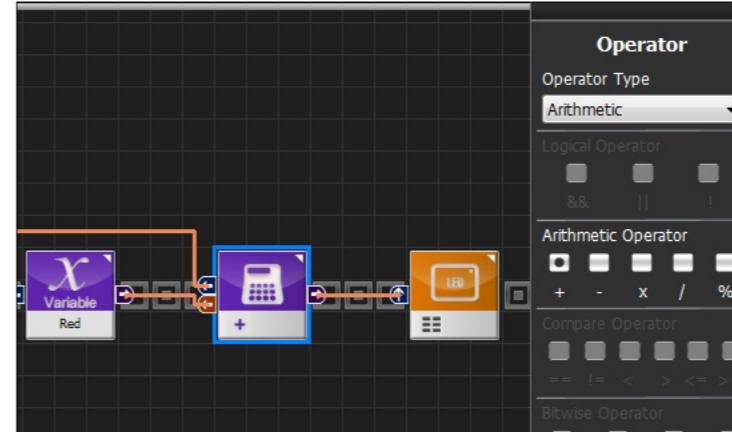 Operator
Operator Type
Arithmetic
Logical Operator
&& || !
Arithmetic Operator
+ - x / %
Compare Operator
== != < > <= >
Bitwise Operator
X
Variable
Red
+
LED